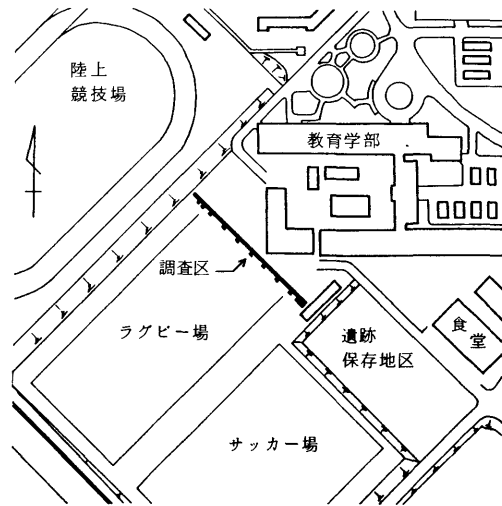 陸上
競技場
教育学部
調査区
ラグビー場
遺跡
保存地区
食堂
サッカー場